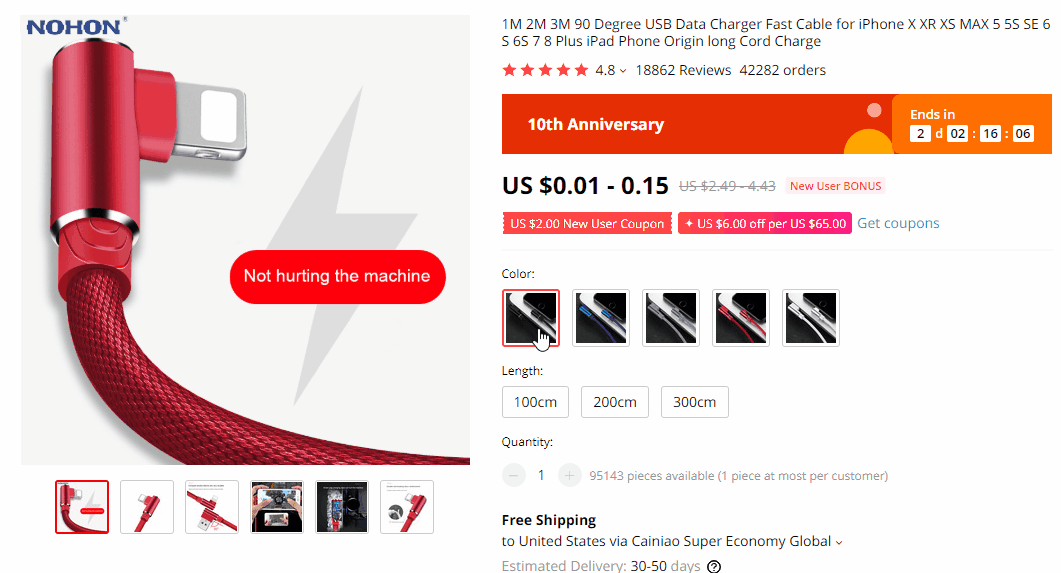 NOHON
Not hurting the machine
1M 2M 3M 90 Degree USB Data Charger Fast Cable for iPhone X XR XS MAX 5 5S SE 6
S 6S 7 8 Plus iPad Phone Origin long Cord Charge
4.8 18862 Reviews 42282 orders
10th Anniversary
Ends in
2 d 02 : 16 : 06
US $0.01 - 0.15 US $2.49 - 4.43 New User BONUS
US $2.00 New User Coupon + US $6.00 off per US $65.00 Get coupons
Color:
Length:
100cm 200cm 300cm
Quantity:
− 1 + 95143 pieces available (1 piece at most per customer)
Free Shipping
to United States via Cainiao Super Economy Global
Estimated Delivery: 30-50 days ?